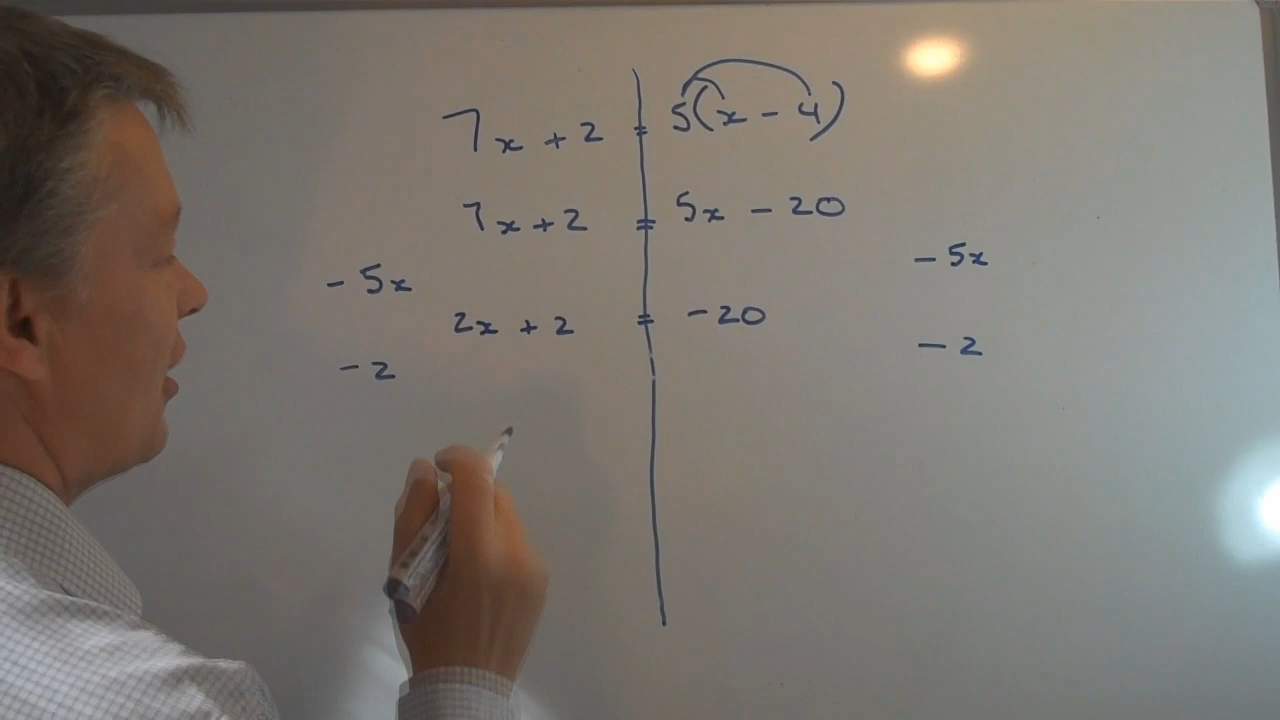 7x + 2 = 5(x - 4)
7x + 2 = 5x - 20
- 5x - 5x
2x + 2 = - 20
- 2 - 2